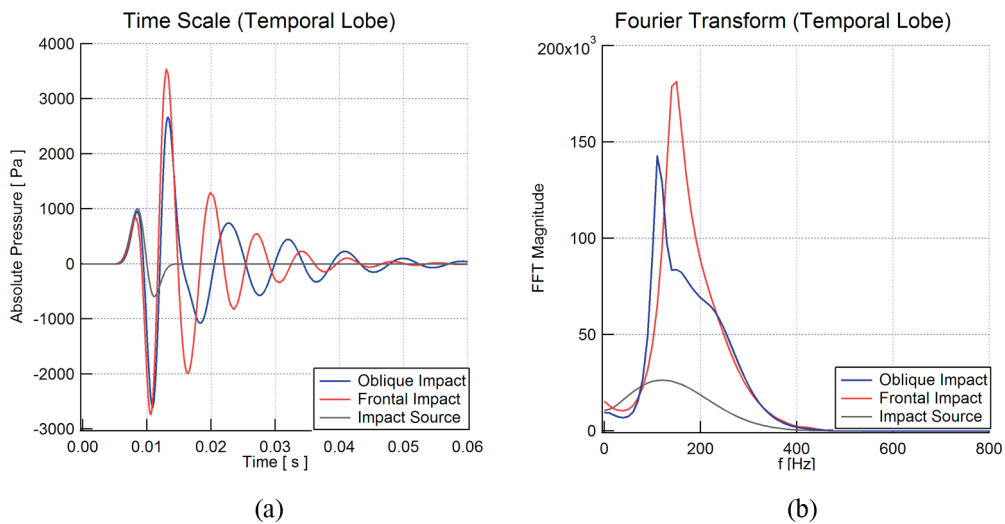 Time Scale (Temporal Lobe)
Absolute Pressure [ Pa]
4000
3000
2000
1000
0
-1000
-2000
-3000
0.00 0.01 0.02 0.03 0.04 0.05 0.06
Time [ s]
Oblique Impact
Frontal Impact
Impact Source
(a)
Fourier Transform (Temporal Lobe)
FFT Magnitude
200x10³
150
100
50
0
0 200 400 600 800
f [Hz]
Oblique Impact
Frontal Impact
Impact Source
(b)